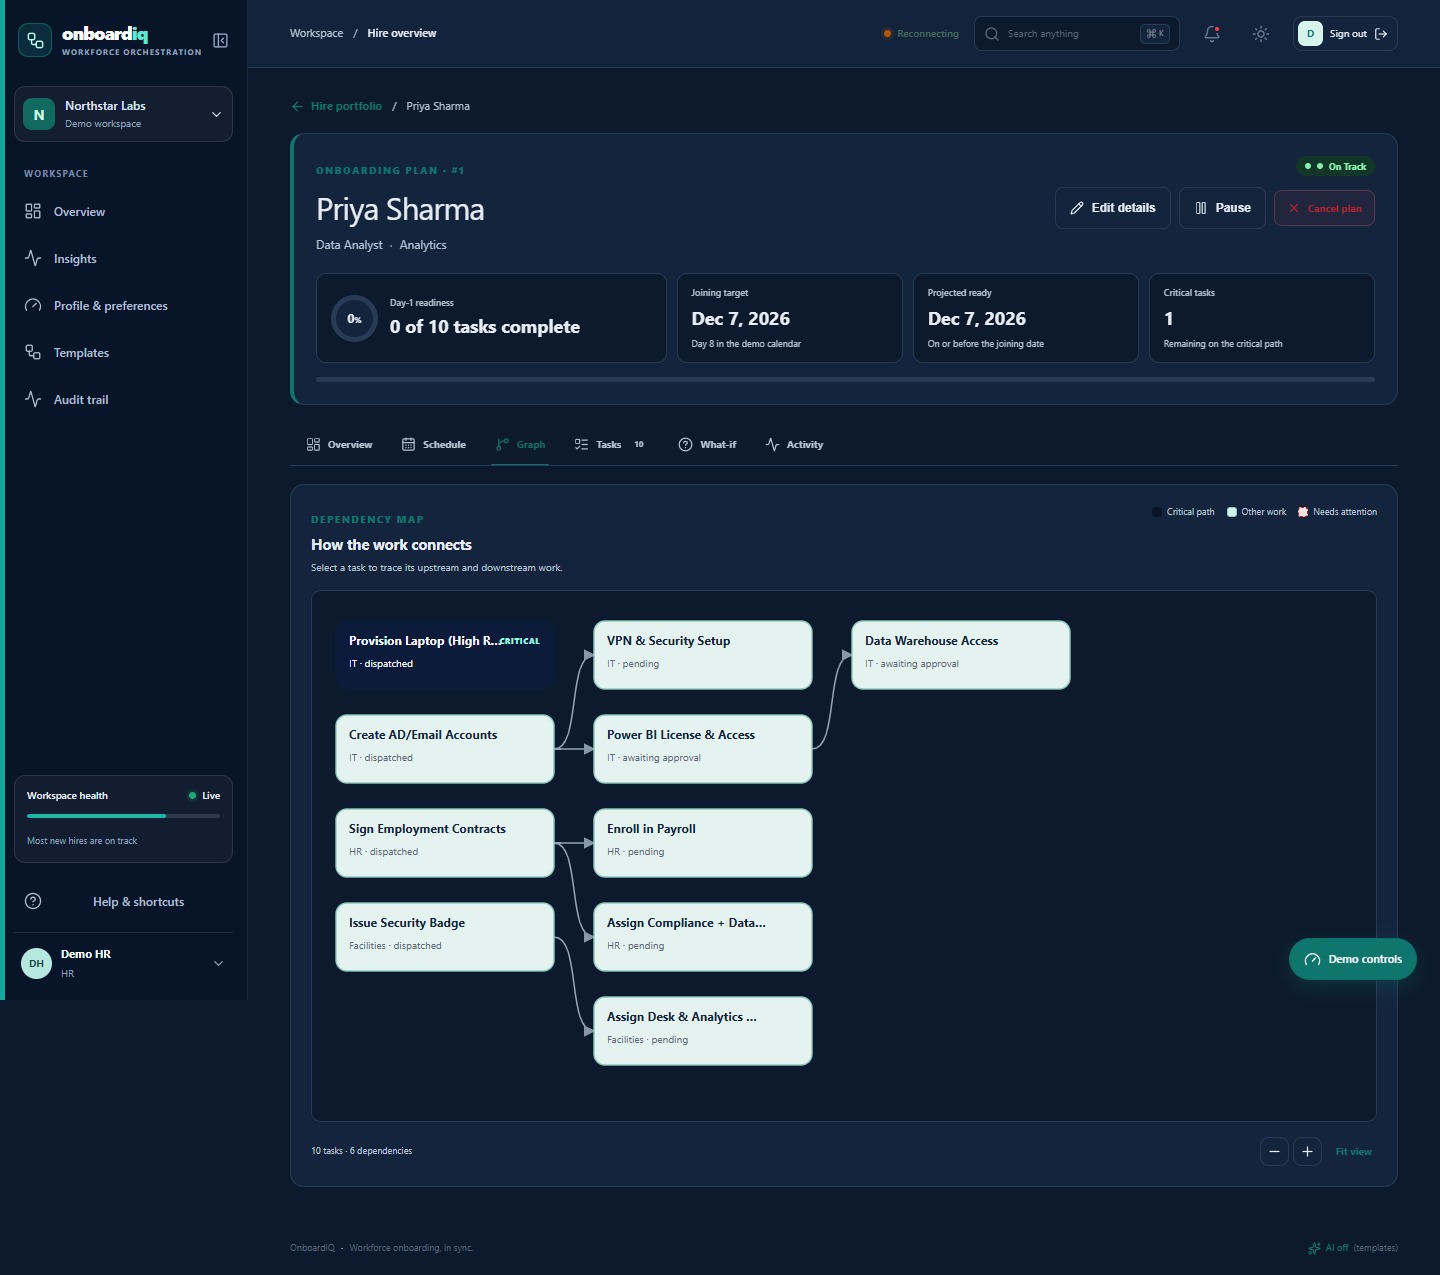 onboardiq
WORKFORCE ORCHESTRATION
N
Northstar Labs
Demo workspace
WORKSPACE
Overview
Insights
Profile & preferences
Templates
Audit trail
Workspace health
Live
Most new hires are on track
Help & shortcuts
DH
Demo HR
HR
Workspace / Hire overview
Reconnecting
Search anything
⌘ K
D
Sign out
Hire portfolio / Priya Sharma
ONBOARDING PLAN · #1
On Track
Priya Sharma
Edit details
Pause
Cancel plan
Data Analyst · Analytics
0%
Day-1 readiness
0 of 10 tasks complete
Joining target
Dec 7, 2026
Day 8 in the demo calendar
Projected ready
Dec 7, 2026
On or before the joining date
Critical tasks
1
Remaining on the critical path
Overview
Schedule
Graph
Tasks 10
What-if
Activity
DEPENDENCY MAP
Critical path
Other work
Needs attention
How the work connects
Select a task to trace its upstream and downstream work.
Provision Laptop (High R...
CRITICAL
IT · dispatched
VPN & Security Setup
IT · pending
Data Warehouse Access
IT · awaiting approval
Create AD/Email Accounts
IT · dispatched
Power BI License & Access
IT · awaiting approval
Sign Employment Contracts
HR · dispatched
Enroll in Payroll
HR · pending
Issue Security Badge
Facilities · dispatched
Assign Compliance + Data...
HR · pending
Assign Desk & Analytics ...
Facilities · pending
Demo controls
10 tasks · 6 dependencies
Fit view
OnboardIQ · Workforce onboarding, in sync.
AI off (templates)